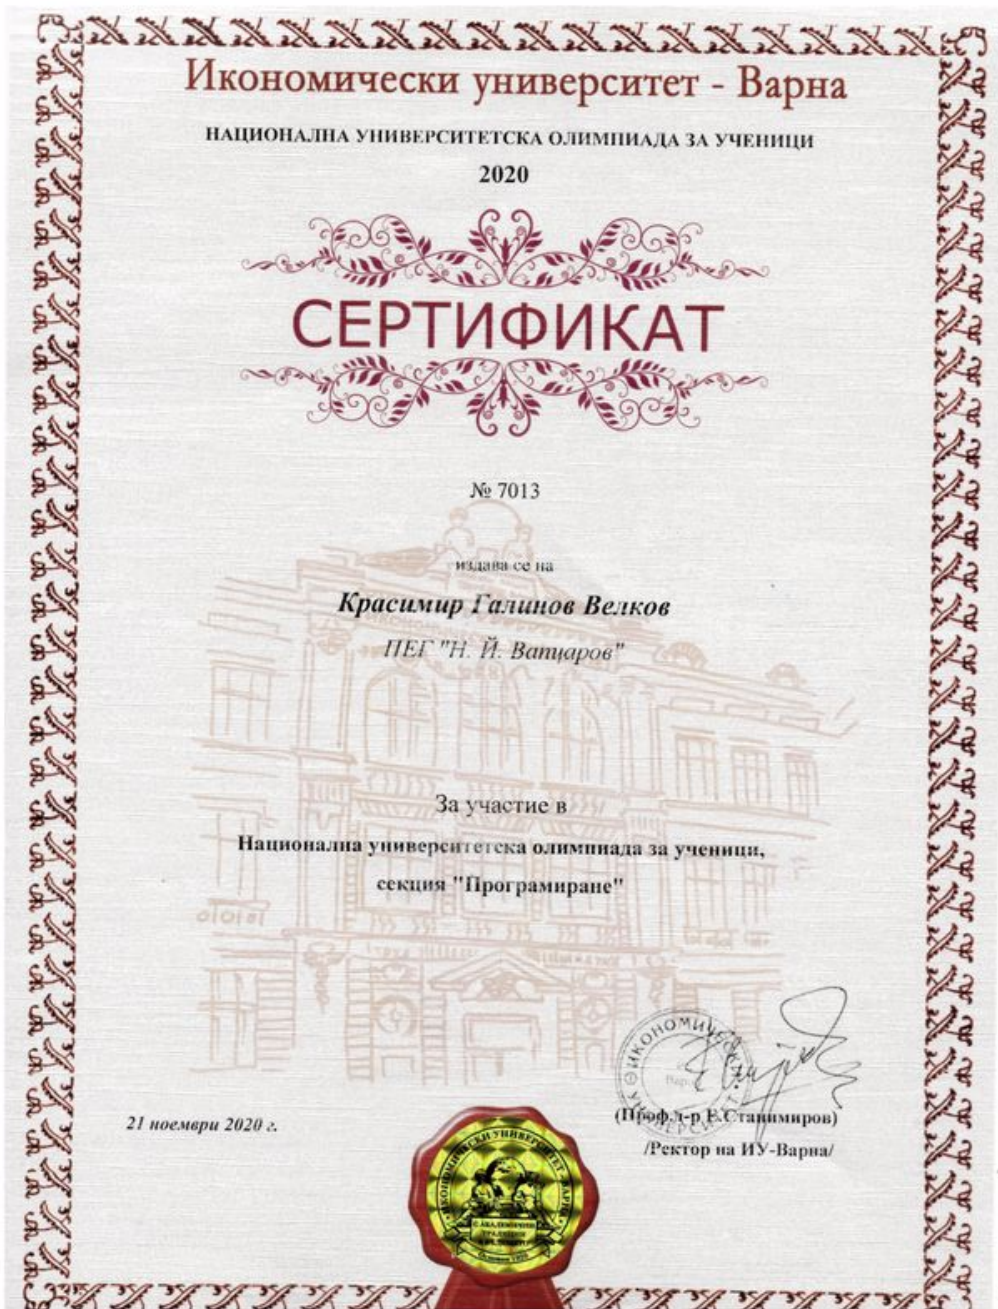 Икономически университет - Варна
НАЦИОНАЛНА УНИВЕРСИТЕТСКА ОЛИМПИАДА ЗА УЧЕНИЦИ
2020
СЕРТИФИКАТ
№ 7013
издава се на
Красимир Галинов Велков
ПЕГ "Н. Й. Вапцаров"
За участие в
Национална университетска олимпиада за ученици,
секция "Програмиране"
21 ноември 2020 г.
(Проф.д-р Е.Станимиров)
/Ректор на ИУ-Варна/
ИКОНОМИЧЕСКИ УНИВЕРСИТЕТ